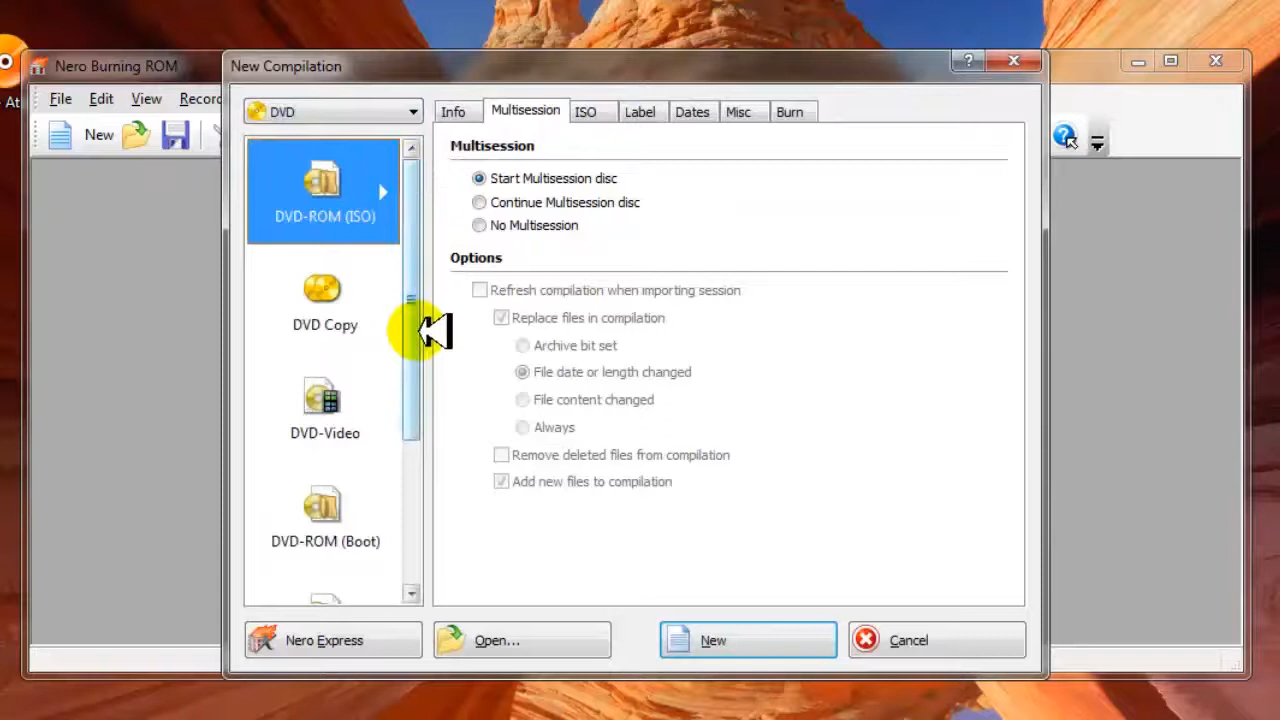 o
At
Nero Burning ROM
New Compilation
?
File Edit View Record
New
DVD
Info Multisession ISO Label Dates Misc Burn
DVD-ROM (ISO)
DVD Copy
DVD-Video
DVD-ROM (Boot)
Multisession
Start Multisession disc
Continue Multisession disc
No Multisession
Options
Refresh compilation when importing session
Replace files in compilation
Archive bit set
File date or length changed
File content changed
Always
Remove deleted files from compilation
Add new files to compilation
Nero Express Open... New Cancel